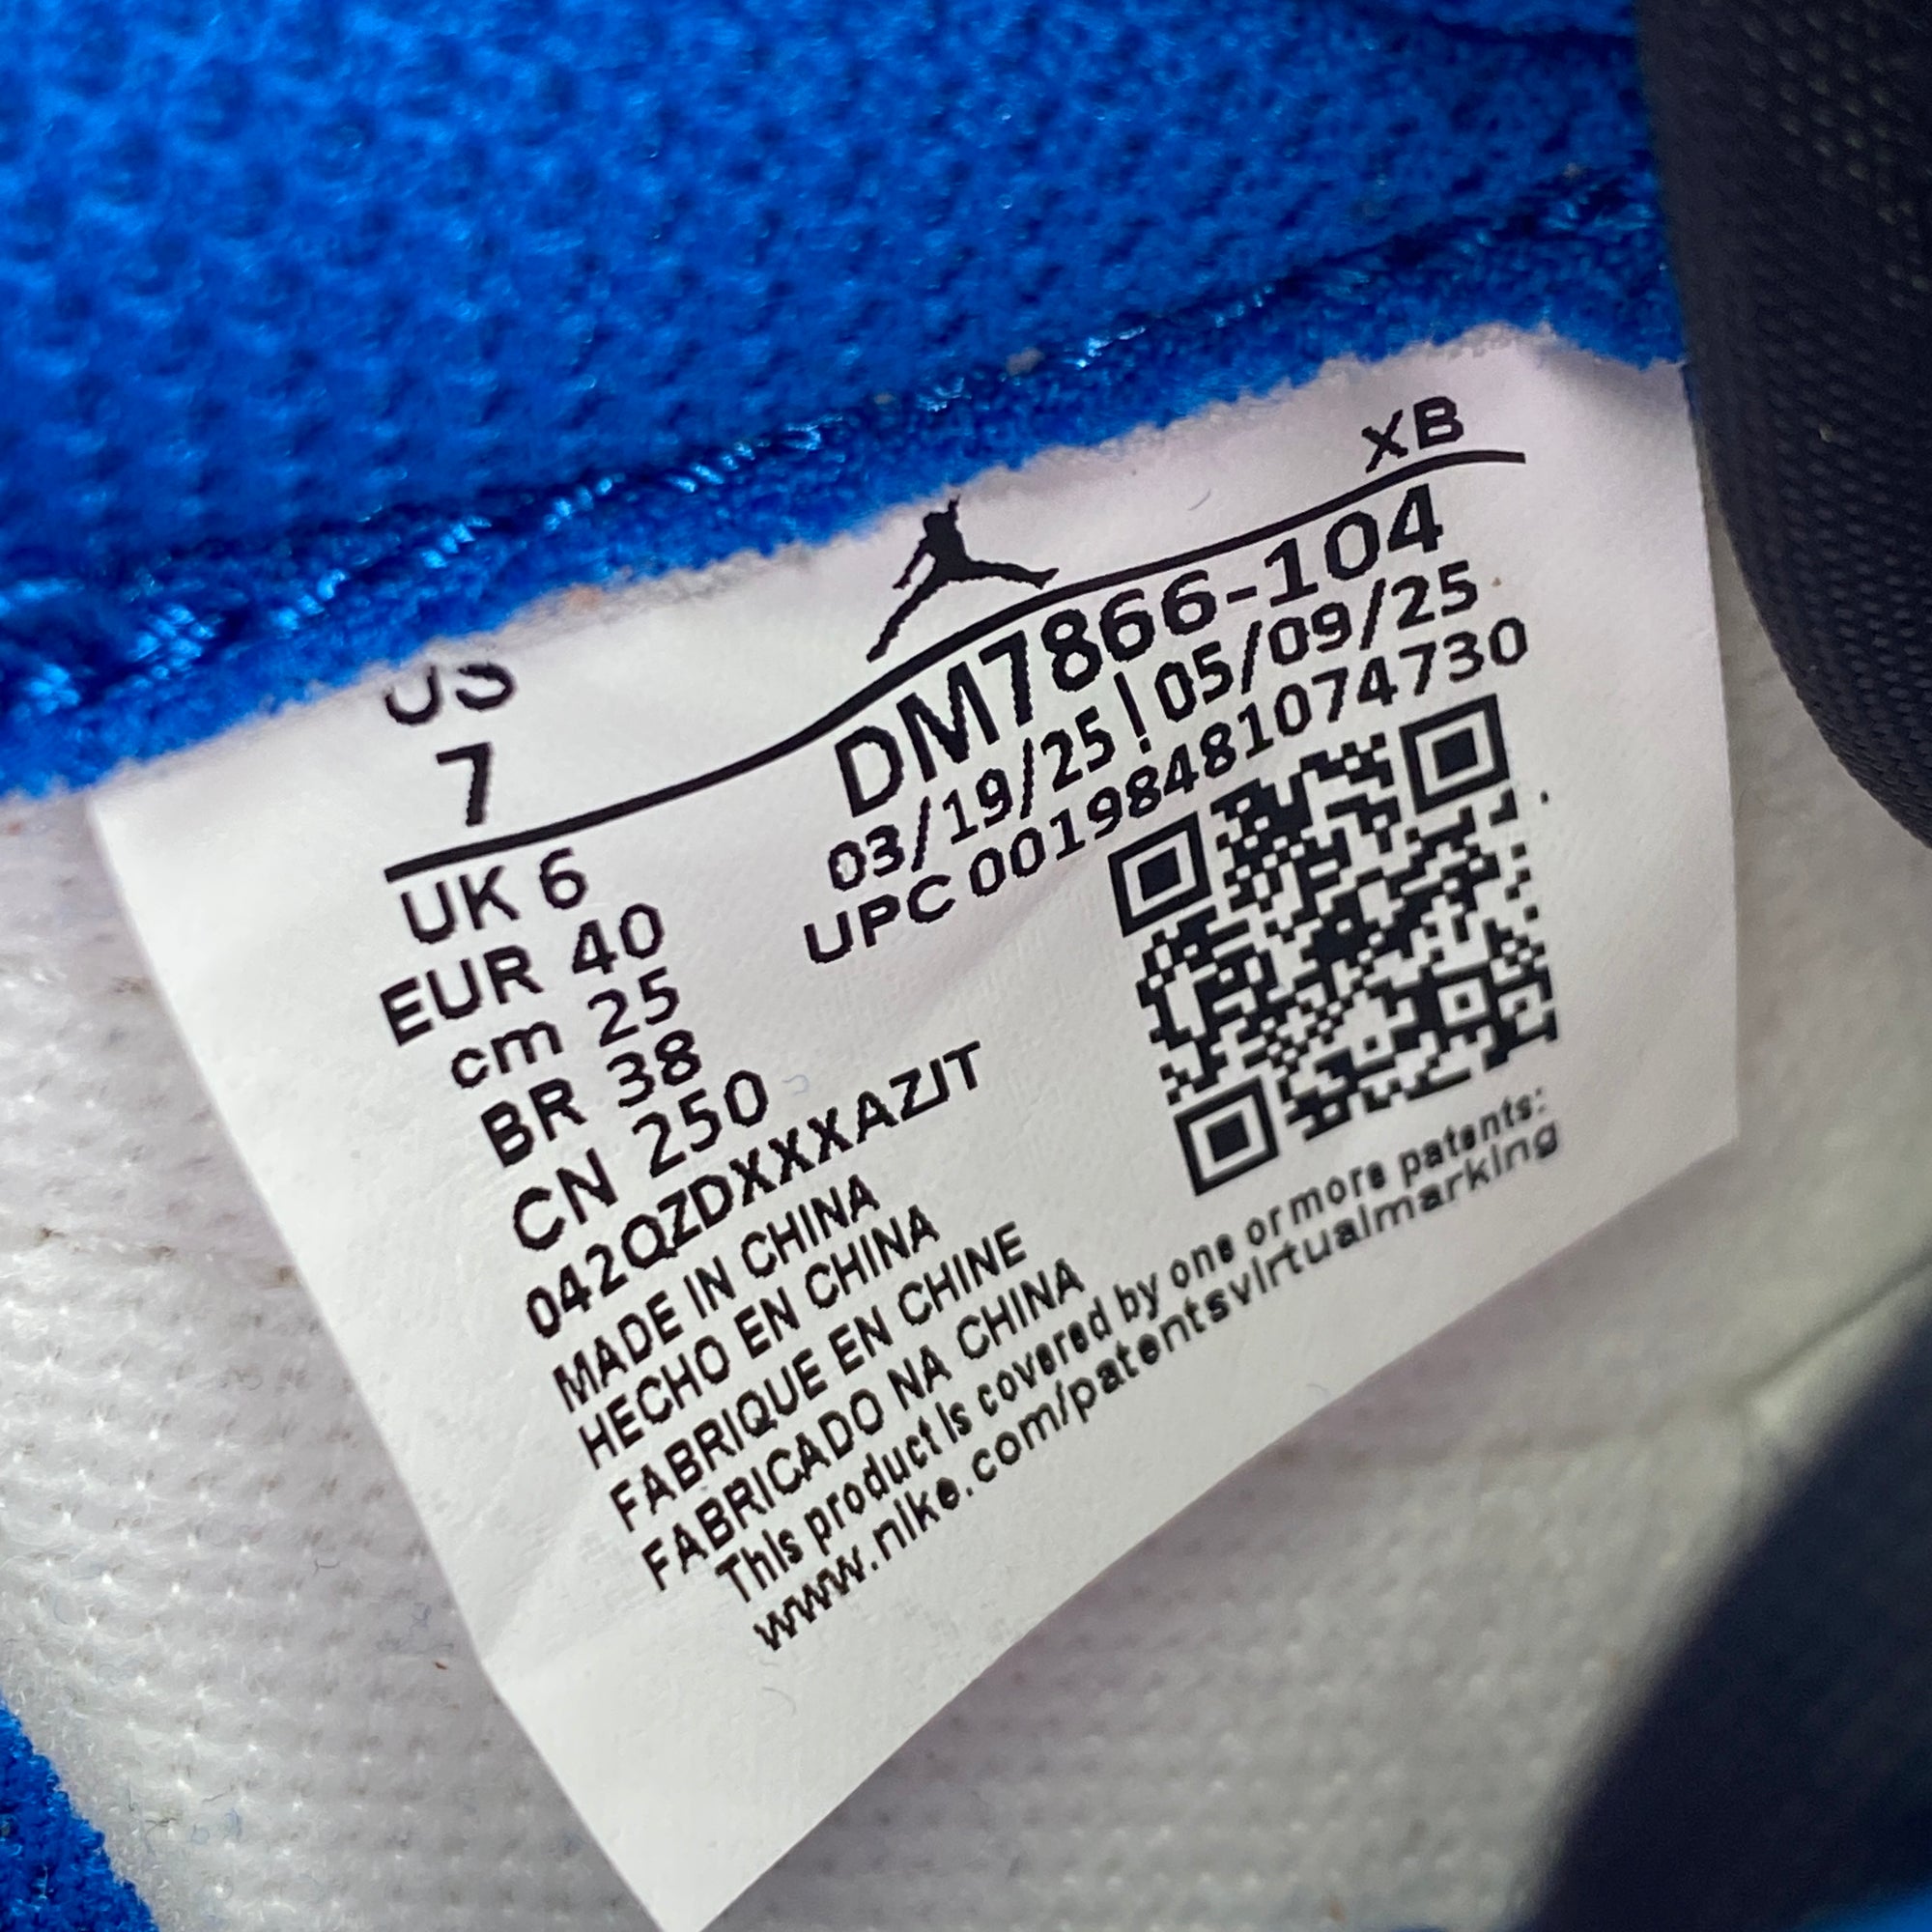 XB
US
7
DM7866-104
03/19/25 | 05/09/25
UPC 00198481074730
UK 6
EUR 40
cm 25
BR 38
CN 250
042QZDXXXAZJT
MADE IN CHINA
HECHO EN CHINA
FABRIQUE EN CHINE
FABRICADO NA CHINA
This product is covered by one or more patents:
www.nike.com/patentsvirtualmarking